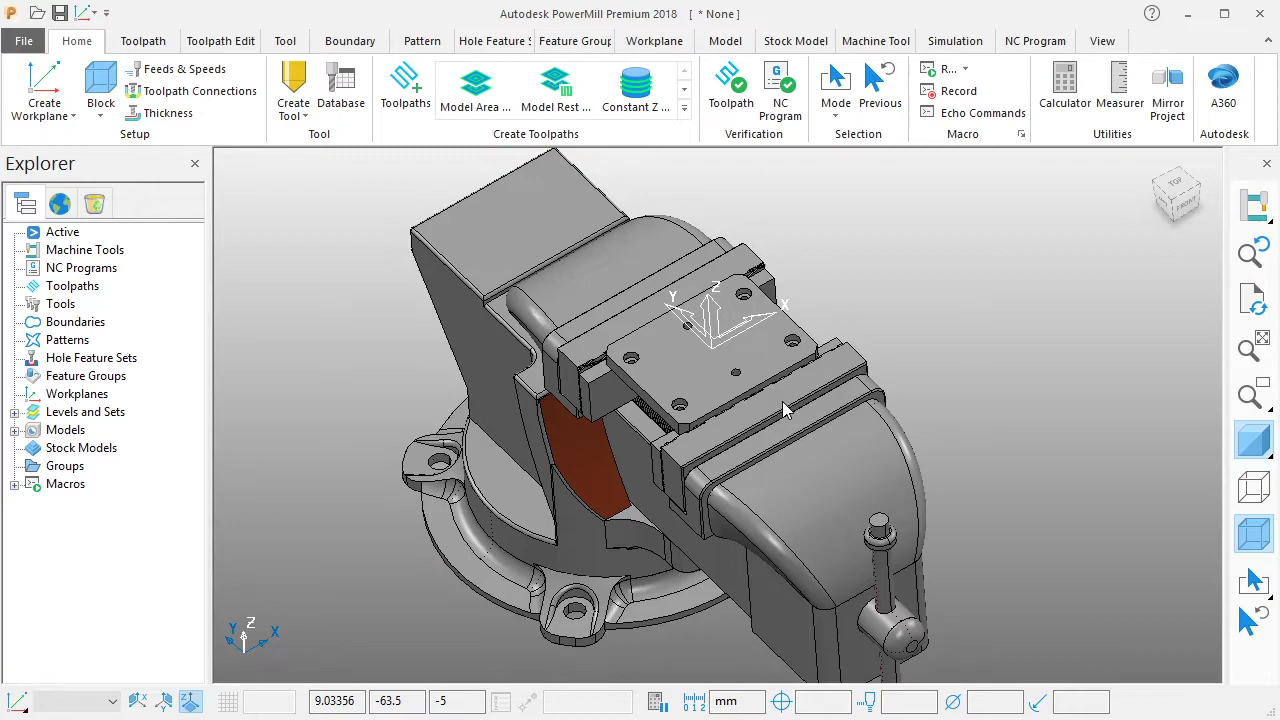 P
Autodesk PowerMill Premium 2018 [ * None ]
?
File Home Toolpath Toolpath Edit Tool Boundary Pattern Hole Feature S Feature Group Workplane Model Stock Model Machine Tool Simulation NC Program View
Create
Workplane
Block
Feeds & Speeds
Toolpath Connections
Thickness
Create
Tool
Database
Toolpaths
Model Area ...
Model Rest ...
Constant Z ...
Toolpath
G
NC
Program
Mode
Previous
R...
Record
Echo Commands
Calculator
Measurer
Mirror
Project
A360
Setup
Tool
Create Toolpaths
Verification
Selection
Macro
Utilities
Autodesk
Explorer
Active
Machine Tools
NC Programs
Toolpaths
Tools
Boundaries
Patterns
Hole Feature Sets
Feature Groups
Workplanes
Levels and Sets
Models
Stock Models
Groups
Macros
Z
Y
X
TOP
FRONT
Z
Y
X
9.03356 -63.5 -5 0 1 2 mm